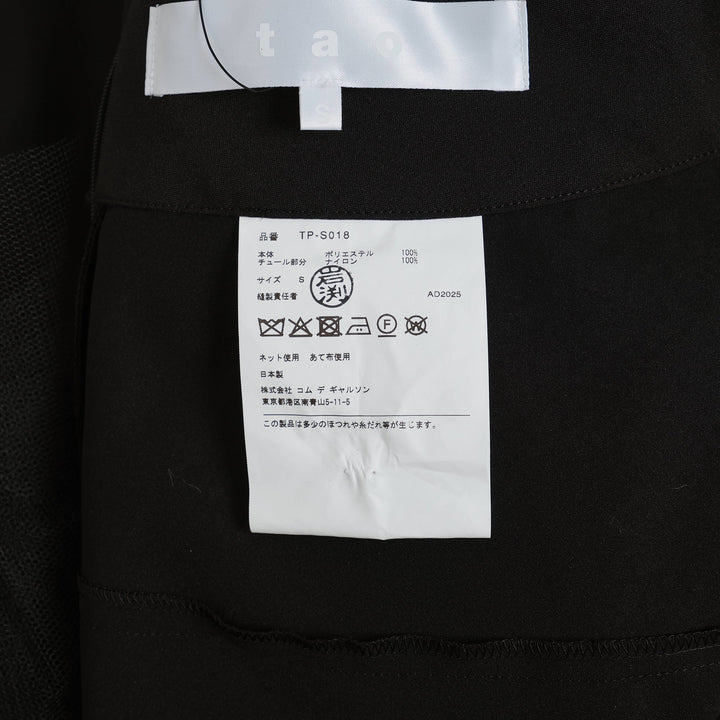 tao
S
品番 TP-S018
本体 ポリエステル 100%
チュール部分 ナイロン 100%
サイズ S
縫製責任者 岩渕 AD2025
F W
ネット使用 あて布使用
日本製
株式会社 コム デ ギャルソン
東京都港区南青山5-11-5
この製品は多少のほつれや糸だれ等が生じます。